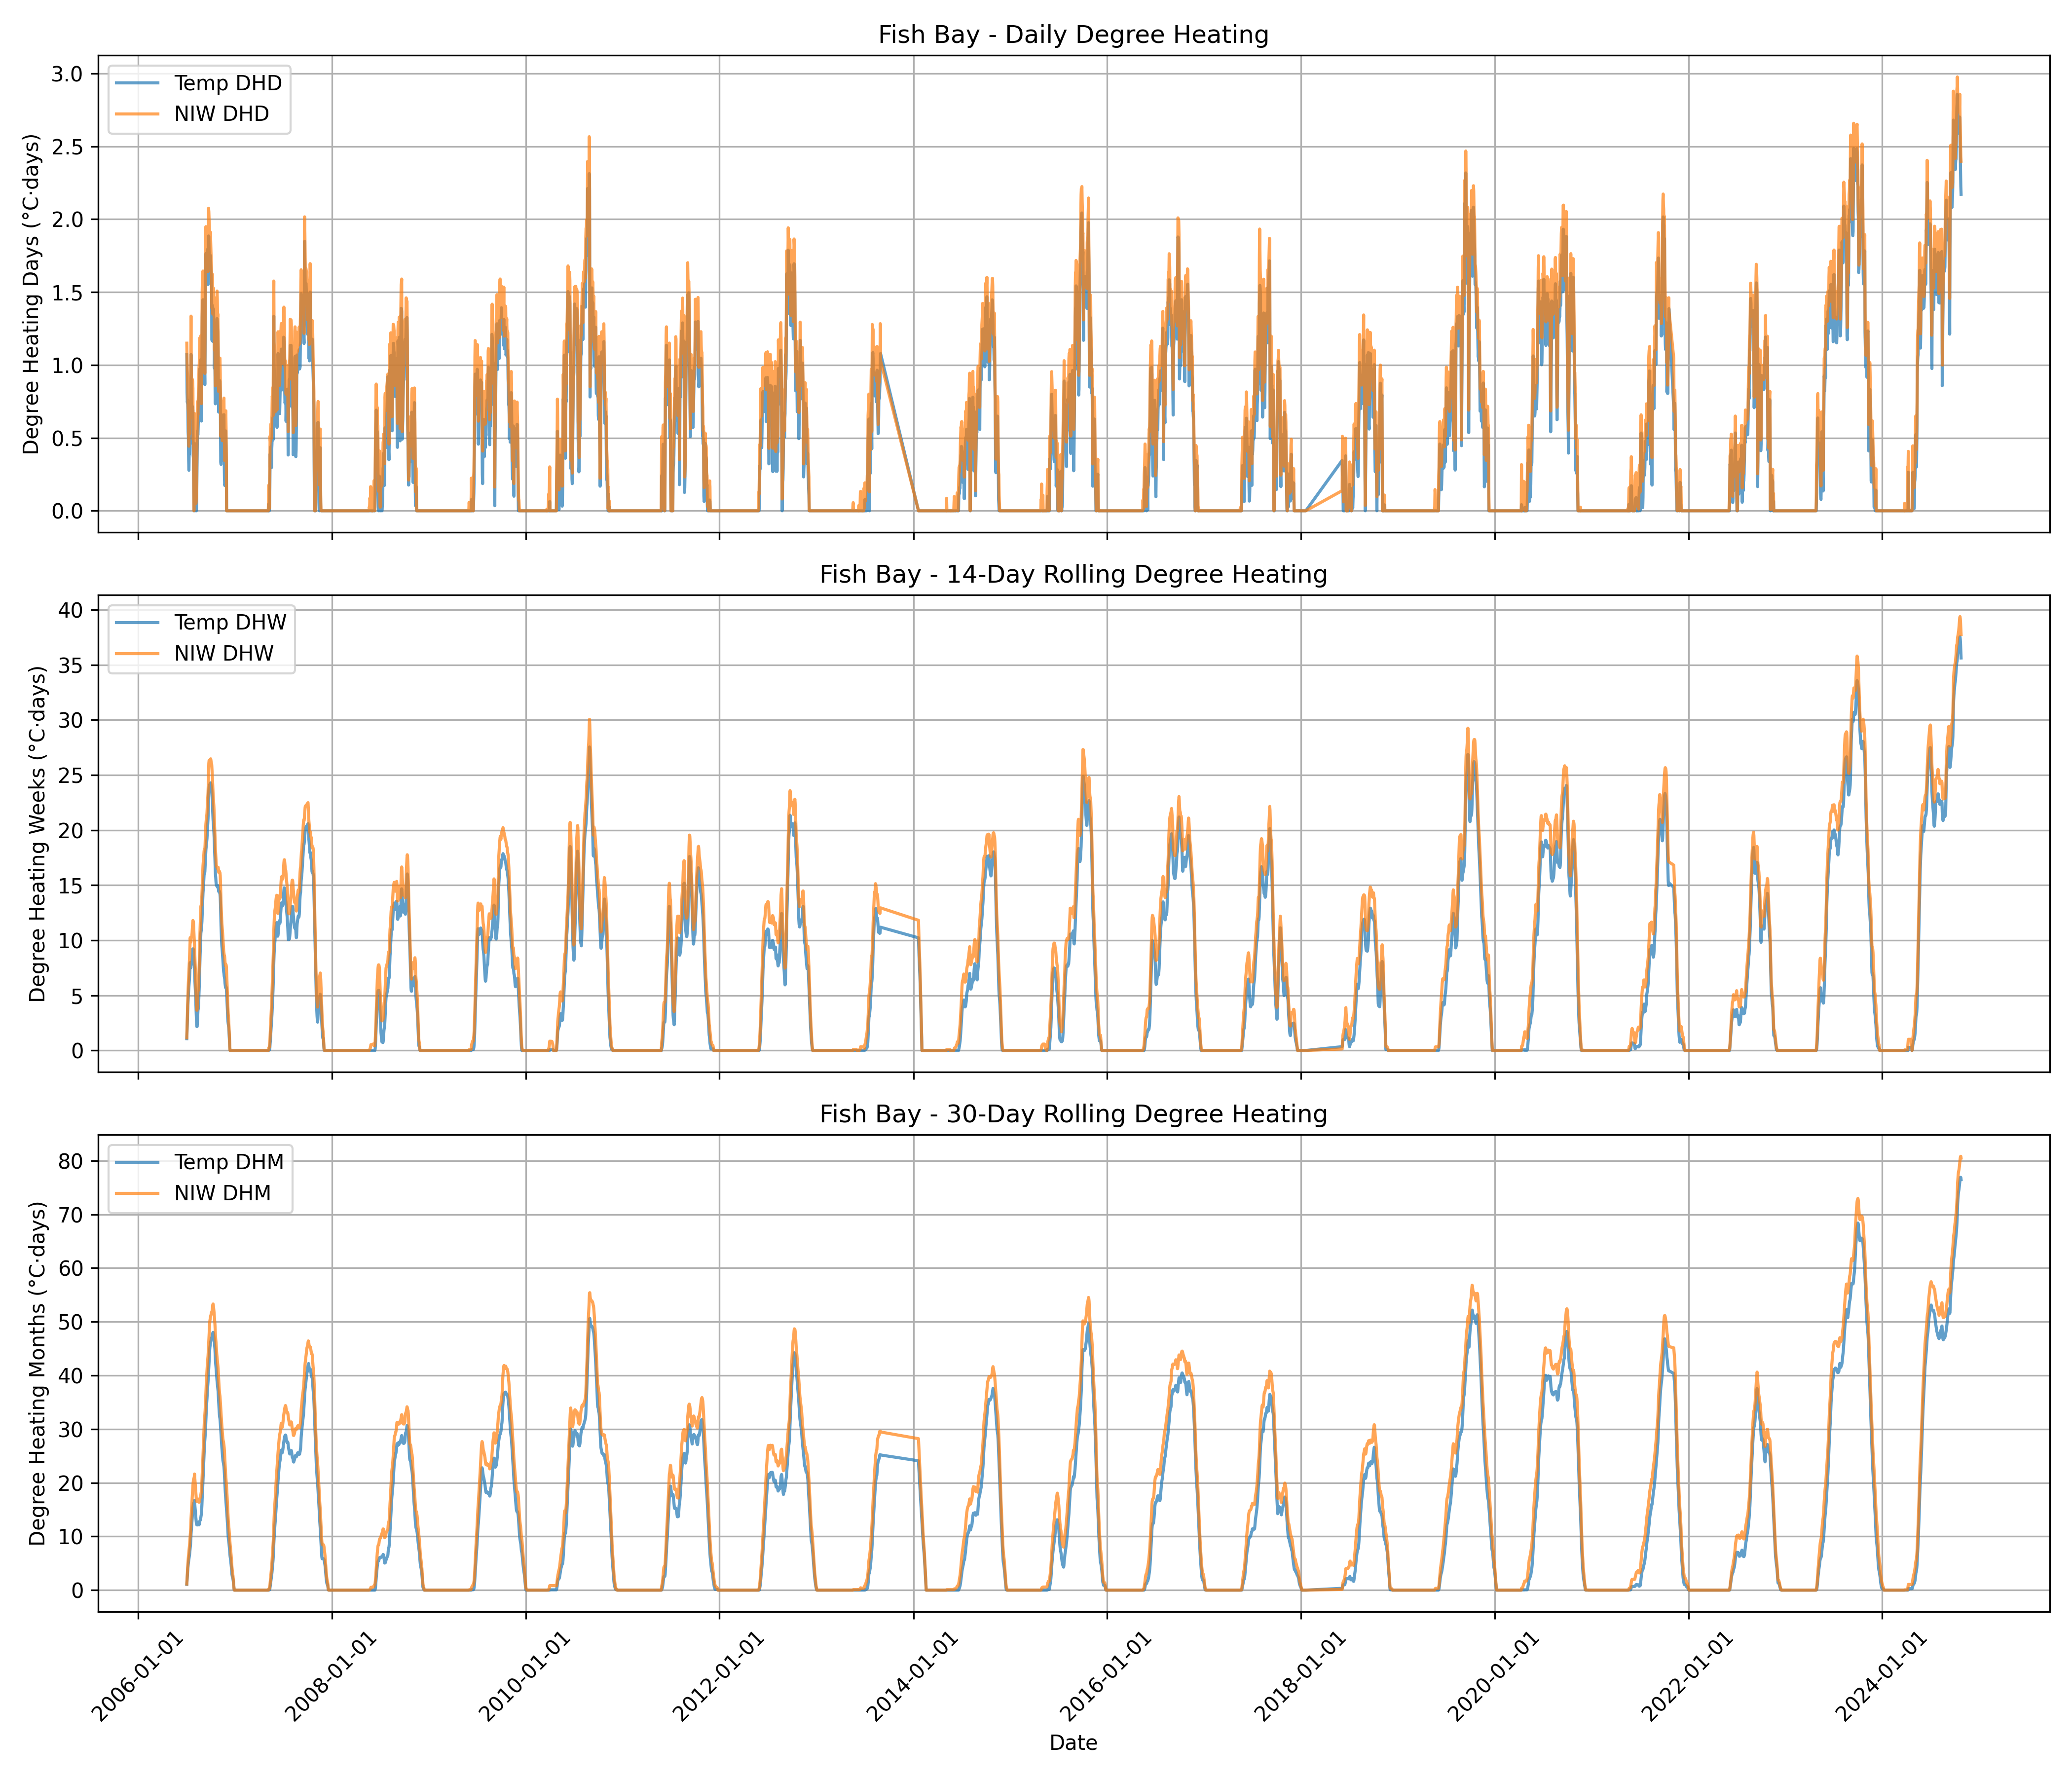 Fish Bay - Daily Degree Heating
Degree Heating Days (°C·days)
3.0
2.5
2.0
1.5
1.0
0.5
0.0
Temp DHD
NIW DHD
Fish Bay - 14-Day Rolling Degree Heating
Degree Heating Weeks (°C·days)
40
35
30
25
20
15
10
5
0
Temp DHW
NIW DHW
Fish Bay - 30-Day Rolling Degree Heating
Degree Heating Months (°C·days)
80
70
60
50
40
30
20
10
0
Temp DHM
NIW DHM
2006-01-01
2008-01-01
2010-01-01
2012-01-01
2014-01-01
2016-01-01
2018-01-01
2020-01-01
2022-01-01
2024-01-01
Date